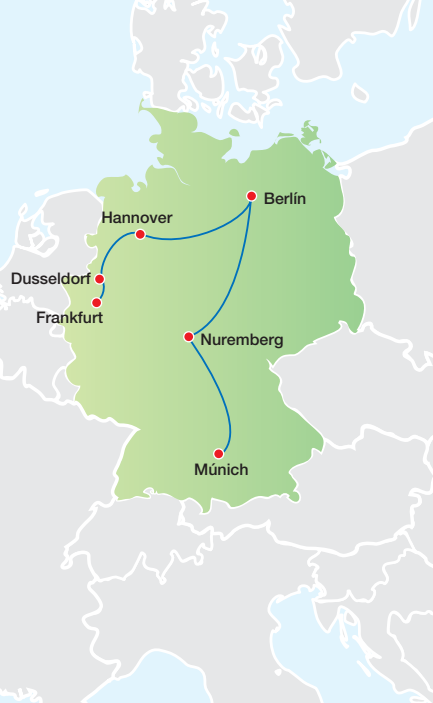 Berlín
Hannover
Dusseldorf
Frankfurt
Nuremberg
Múnich